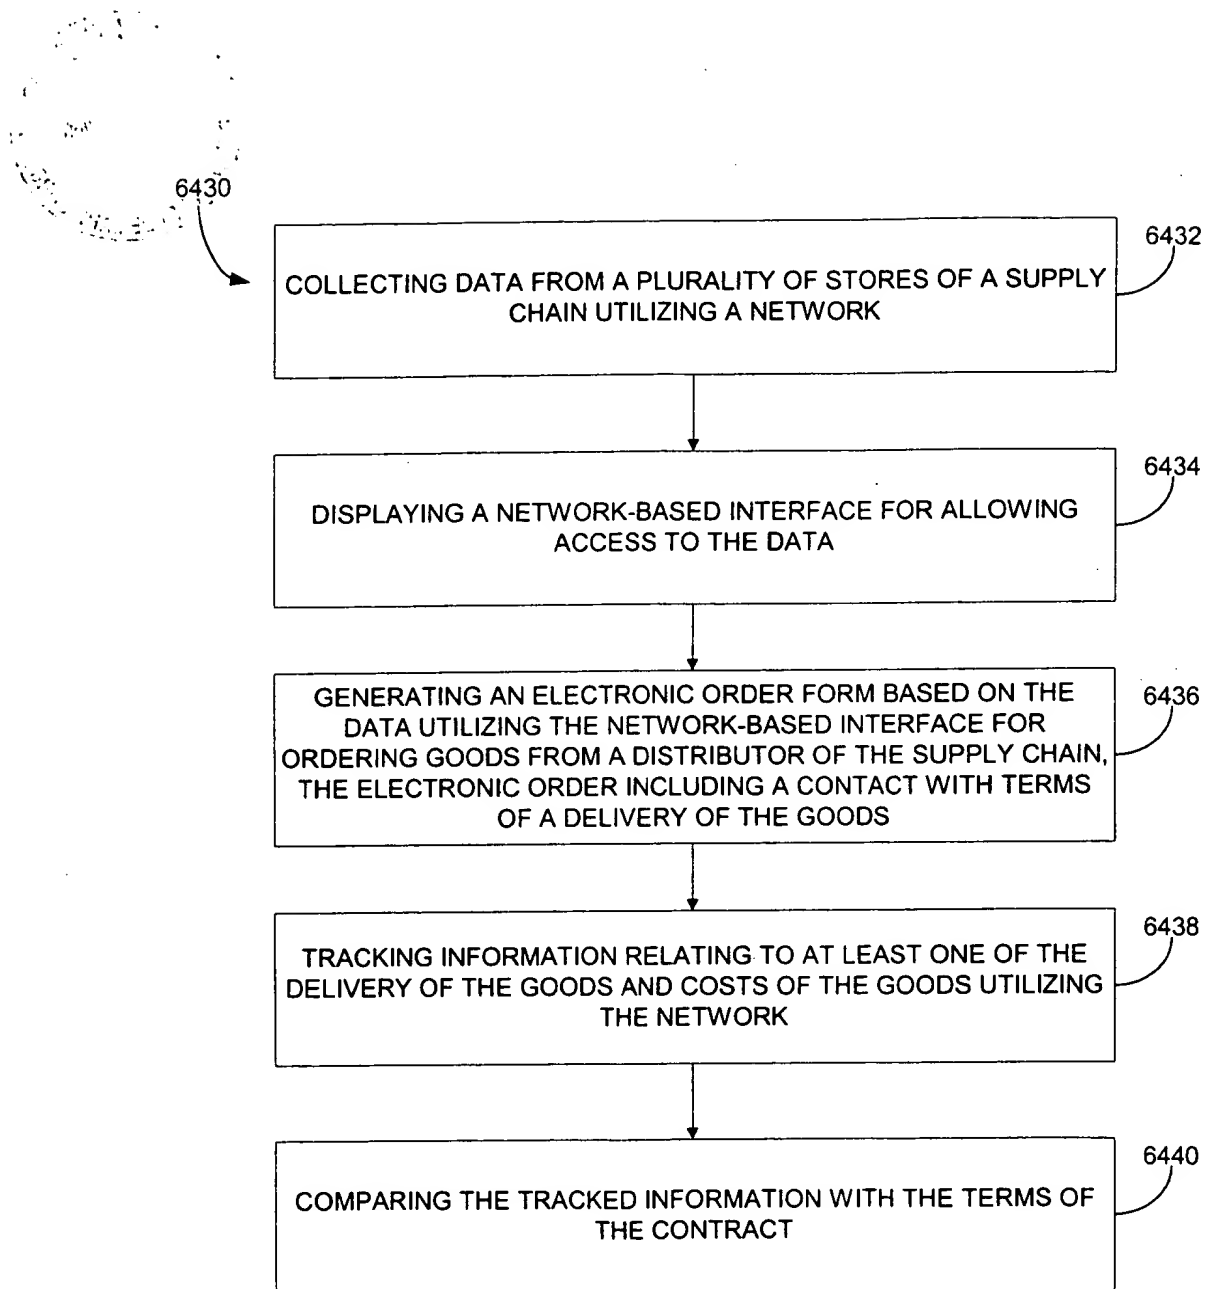 6430
6432
COLLECTING DATA FROM A PLURALITY OF STORES OF A SUPPLY
CHAIN UTILIZING A NETWORK
6434
DISPLAYING A NETWORK-BASED INTERFACE FOR ALLOWING
ACCESS TO THE DATA
6436
GENERATING AN ELECTRONIC ORDER FORM BASED ON THE
DATA UTILIZING THE NETWORK-BASED INTERFACE FOR
ORDERING GOODS FROM A DISTRIBUTOR OF THE SUPPLY CHAIN,
THE ELECTRONIC ORDER INCLUDING A CONTACT WITH TERMS
OF A DELIVERY OF THE GOODS
6438
TRACKING INFORMATION RELATING TO AT LEAST ONE OF THE
DELIVERY OF THE GOODS AND COSTS OF THE GOODS UTILIZING
THE NETWORK
6440
COMPARING THE TRACKED INFORMATION WITH THE TERMS OF
THE CONTRACT